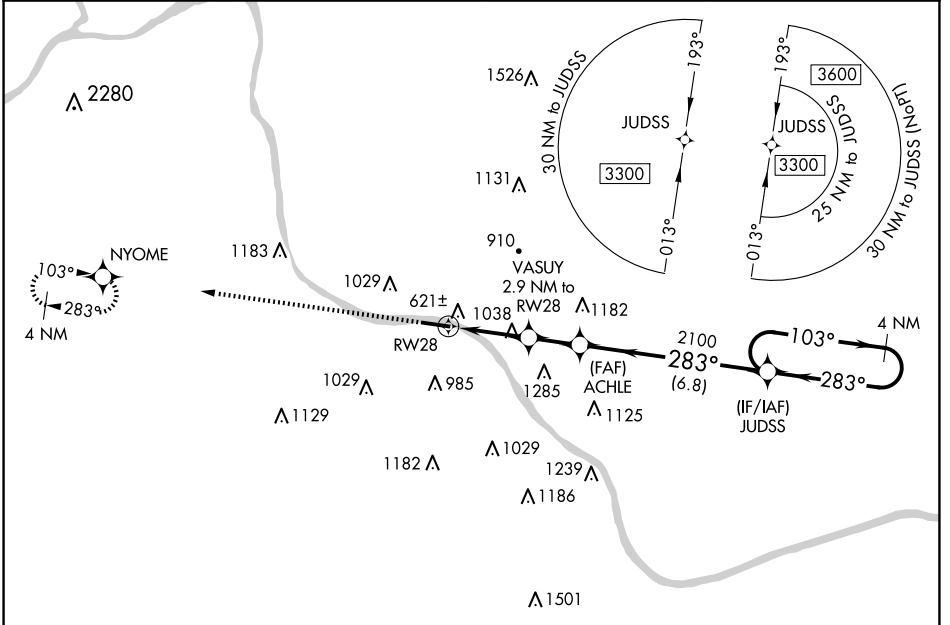 2280
1526
30 NM to JUDSS
193°
JUDSS
3300
013°
193°
3600
JUDSS
3300
25 NM to JUDSS
30 NM to JUDSS (NoPT)
013°
1131
910
1183
NYOME
103°
283°
4 NM
1029
VASUY
2.9 NM to
RW28
621±
1038
1182
RW28
2100
283°
(6.8)
4 NM
103°
283°
(FAF)
ACHLE
(IF/IAF)
JUDSS
1029
985
1285
1129
1125
1029
1182
1239
1186
1501